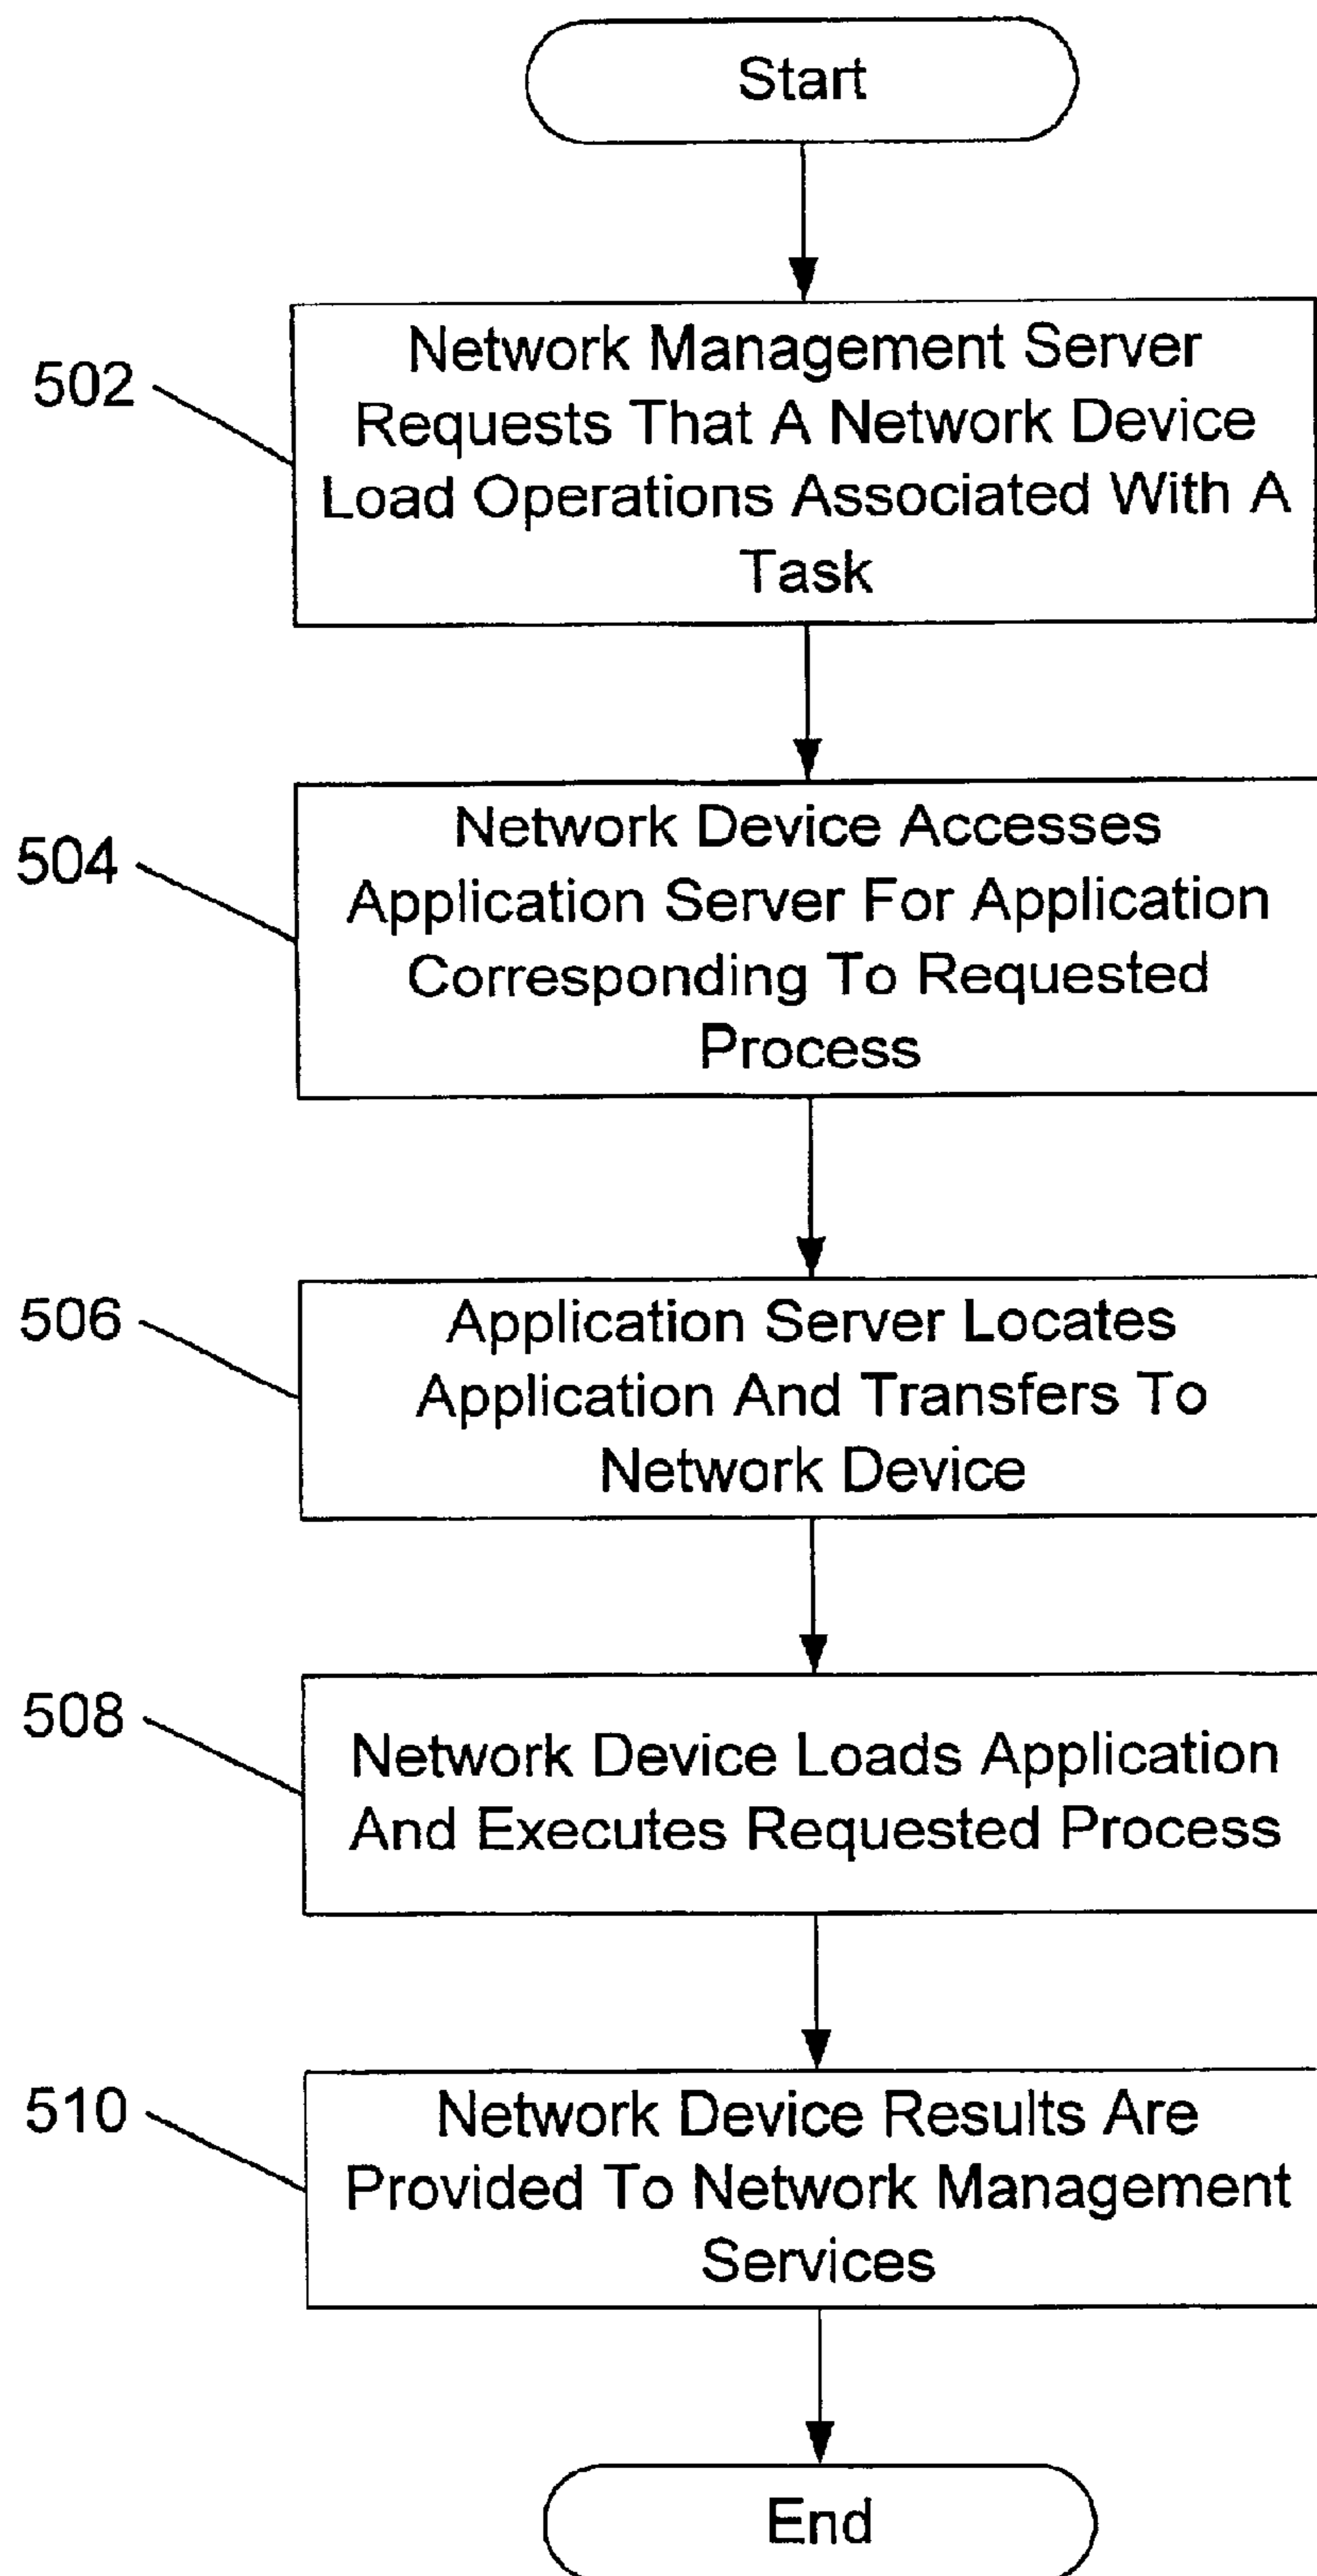 Start
502
Network Management Server
Requests That A Network Device
Load Operations Associated With A
Task
504
Network Device Accesses
Application Server For Application
Corresponding To Requested
Process
506
Application Server Locates
Application And Transfers To
Network Device
508
Network Device Loads Application
And Executes Requested Process
510
Network Device Results Are
Provided To Network Management
Services
End